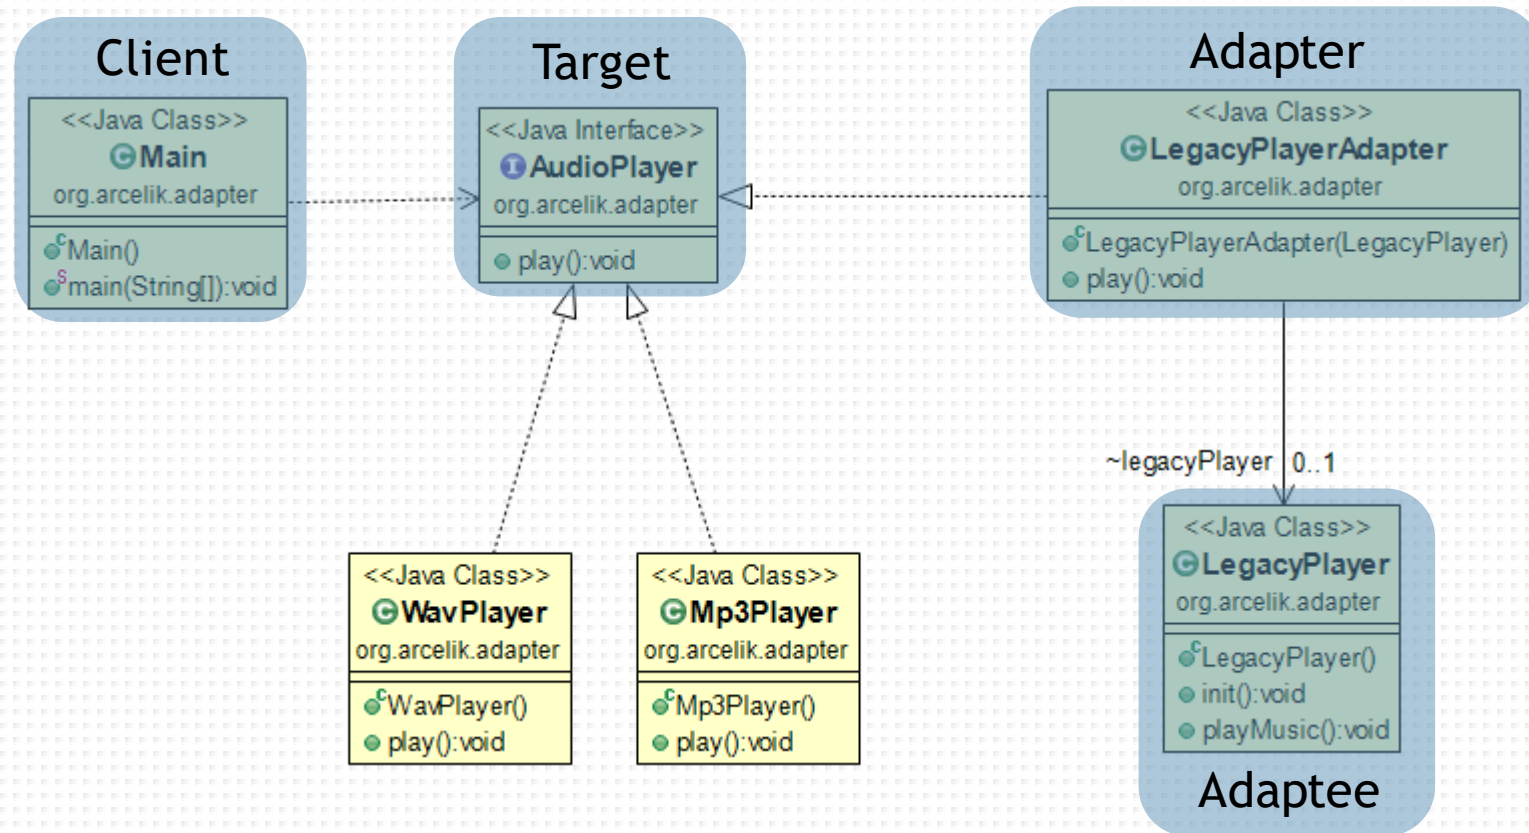 Client
<<Java Class>>
Main
org.arcelik.adapter
Main()
main(String[]):void
Target
<<Java Interface>>
AudioPlayer
org.arcelik.adapter
play():void
Adapter
<<Java Class>>
LegacyPlayerAdapter
org.arcelik.adapter
LegacyPlayerAdapter(LegacyPlayer)
play():void
~legacyPlayer 0..1
<<Java Class>>
WavPlayer
org.arcelik.adapter
WavPlayer()
play():void
<<Java Class>>
Mp3Player
org.arcelik.adapter
Mp3Player()
play():void
<<Java Class>>
LegacyPlayer
org.arcelik.adapter
LegacyPlayer()
init():void
playMusic():void
Adaptee